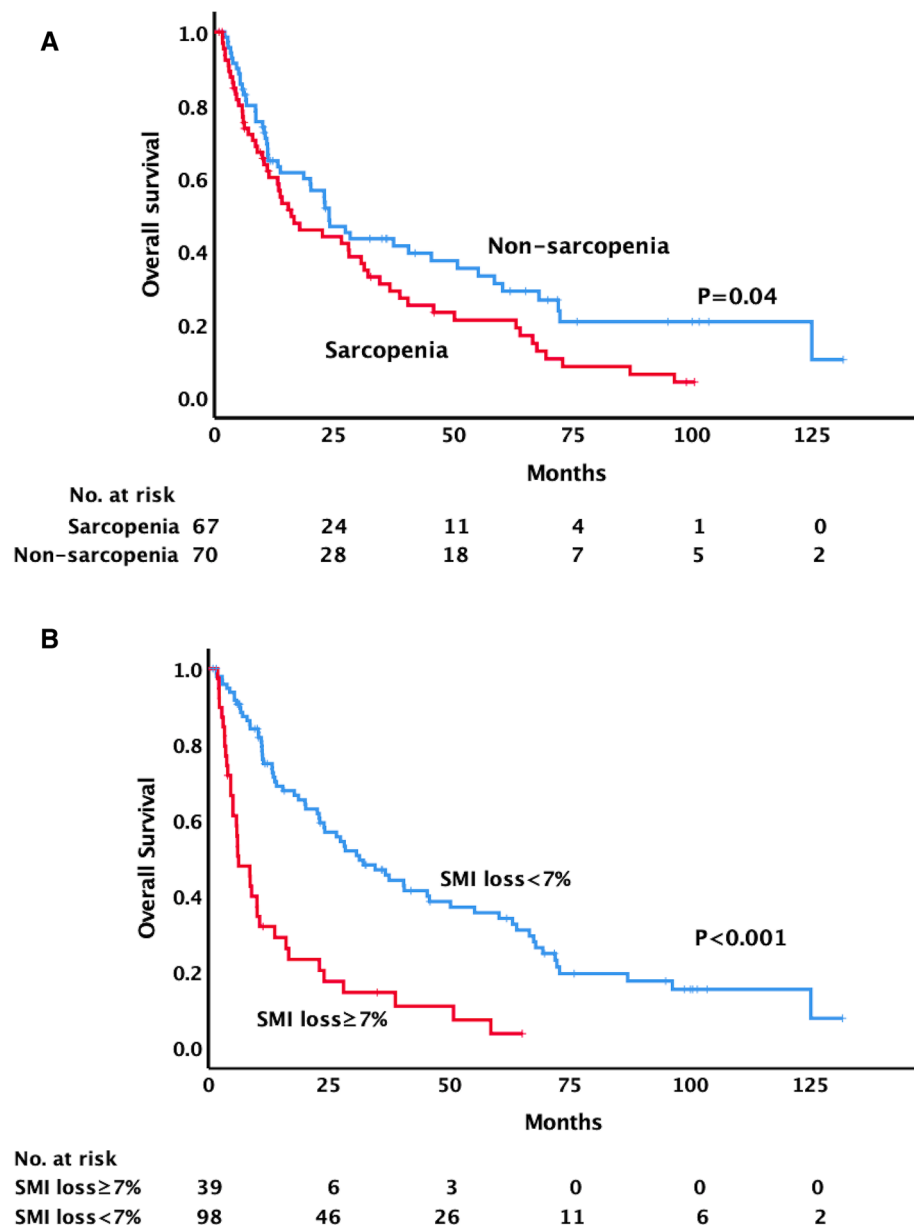 A
Overall survival
1.0
0.8
0.6
0.4
0.2
0.0
Non-sarcopenia
P=0.04
Sarcopenia
0 25 50 75 100 125
Months
No. at risk
Sarcopenia 67 24 11 4 1 0
Non-sarcopenia 70 28 18 7 5 2
B
Overall Survival
1.0
0.8
0.6
0.4
0.2
0.0
SMI loss<7%
P<0.001
SMI loss≥7%
0 25 50 75 100 125
Months
No. at risk
SMI loss≥7% 39 6 3 0 0 0
SMI loss<7% 98 46 26 11 6 2